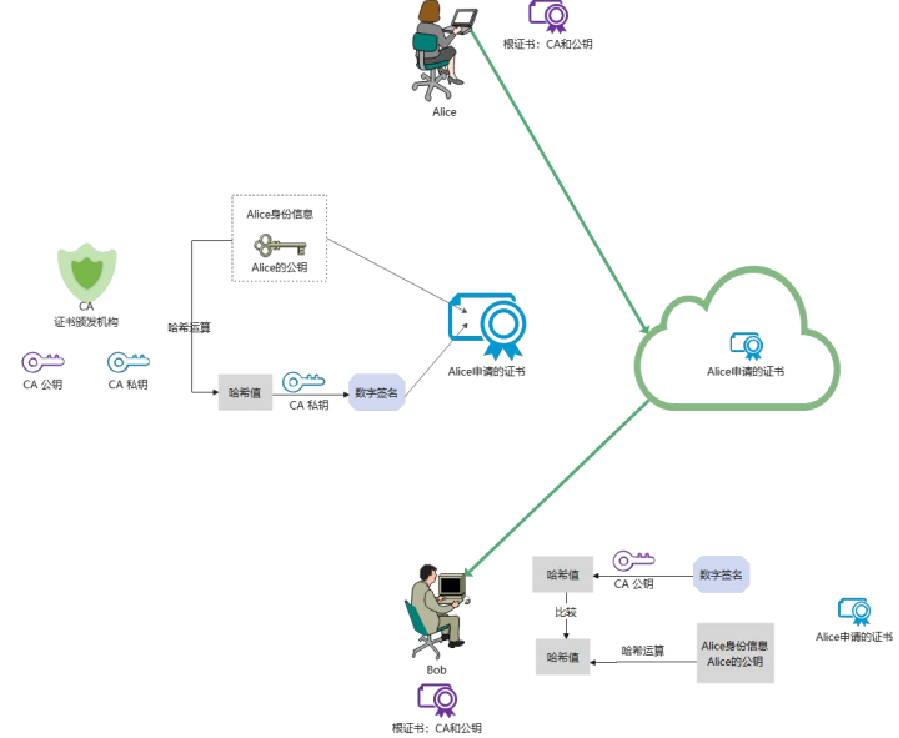 根证书：CA和公钥
Alice
Alice身份信息
Alice的公钥
CA
证书颁发机构
哈希运算
CA 公钥
CA 私钥
哈希值
CA 私钥
数字签名
Alice申请的证书
Alice申请的证书
哈希值
CA 公钥
数字签名
比较
哈希值
哈希运算
Alice身份信息
Alice的公钥
Alice申请的证书
Bob
根证书：CA和公钥